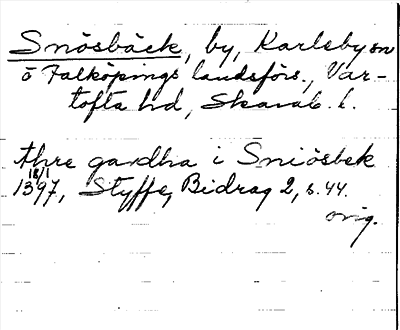 Snösbäck, by, Karleby sn
ö Falköpings landsförs., Var-
tofta hd, Skarab. l.
thre gardha i Sniösbek
18/1
1397, Styffe, Bidrag 2, s. 44.
orig.